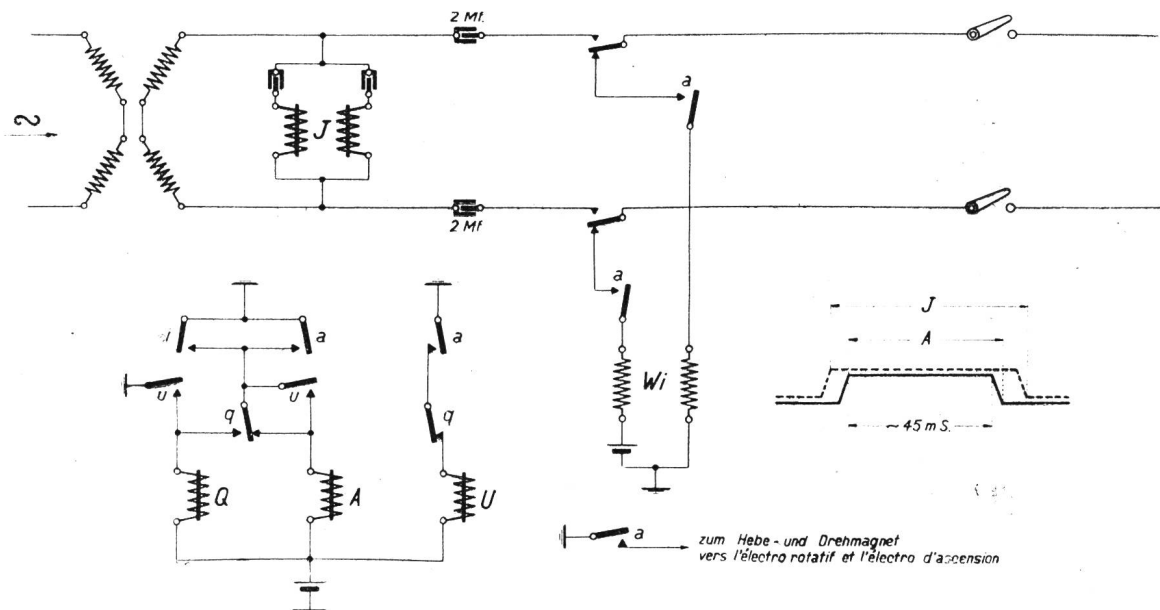 2 Mf.
a
J
2 Mf.
a
J
A
a
u
u
q
a
q
Wi
~ 45 m S.
Q
A
U
a
zum Hebe- und Drehmagnet
vers l'électro rotatif et l'électro d'ascension